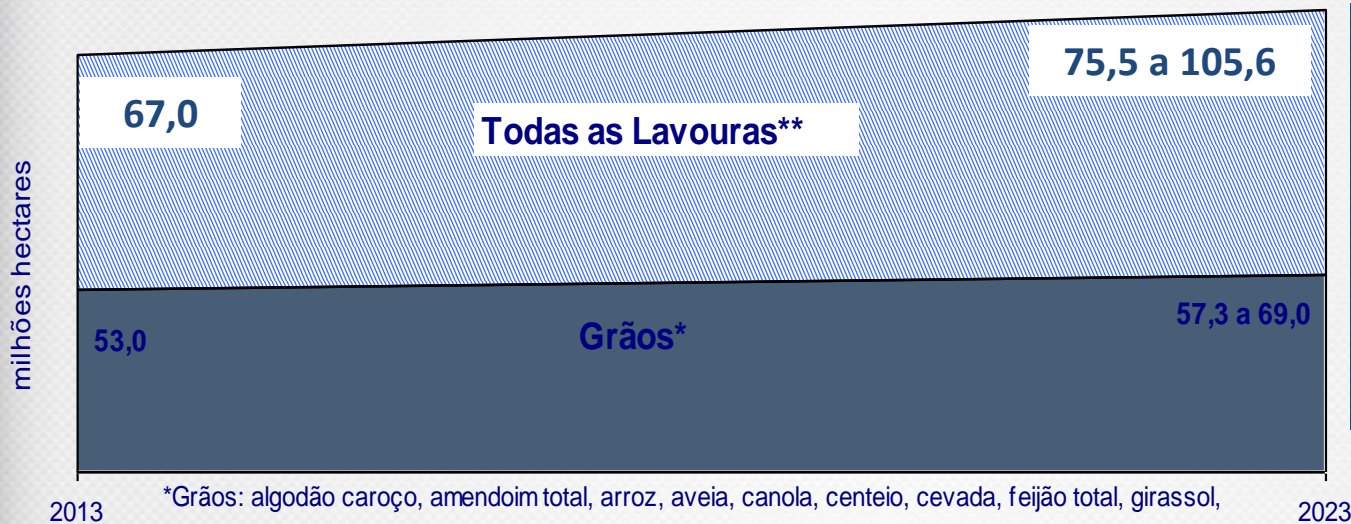 75,5 a 105,6
67,0
Todas as Lavouras**
milhões hectares
57,3 a 69,0
53,0
Grãos*
*Grãos: algodão caroço, amendoim total, arroz, aveia, canola, centeio, cevada, feijão total, girassol,
2013
2023